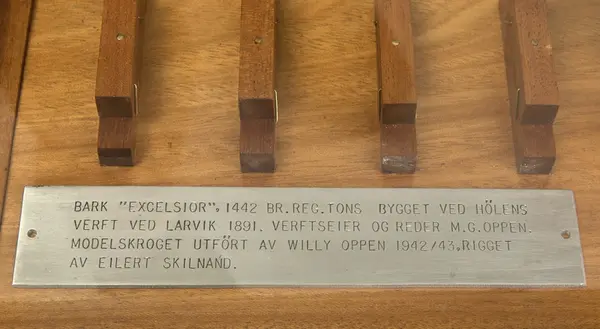 BARK "EXCELSIOR", 1442 BR.REG.TONS BYGGET VED HÖLENS
VERFT VED LARVIK 1891. VERFTSEIER OG REDER M.G.OPPEN.
MODELSKROGET UTFÖRT AV WILLY OPPEN 1942/43,RIGGET
AV EILERT SKILNAND.